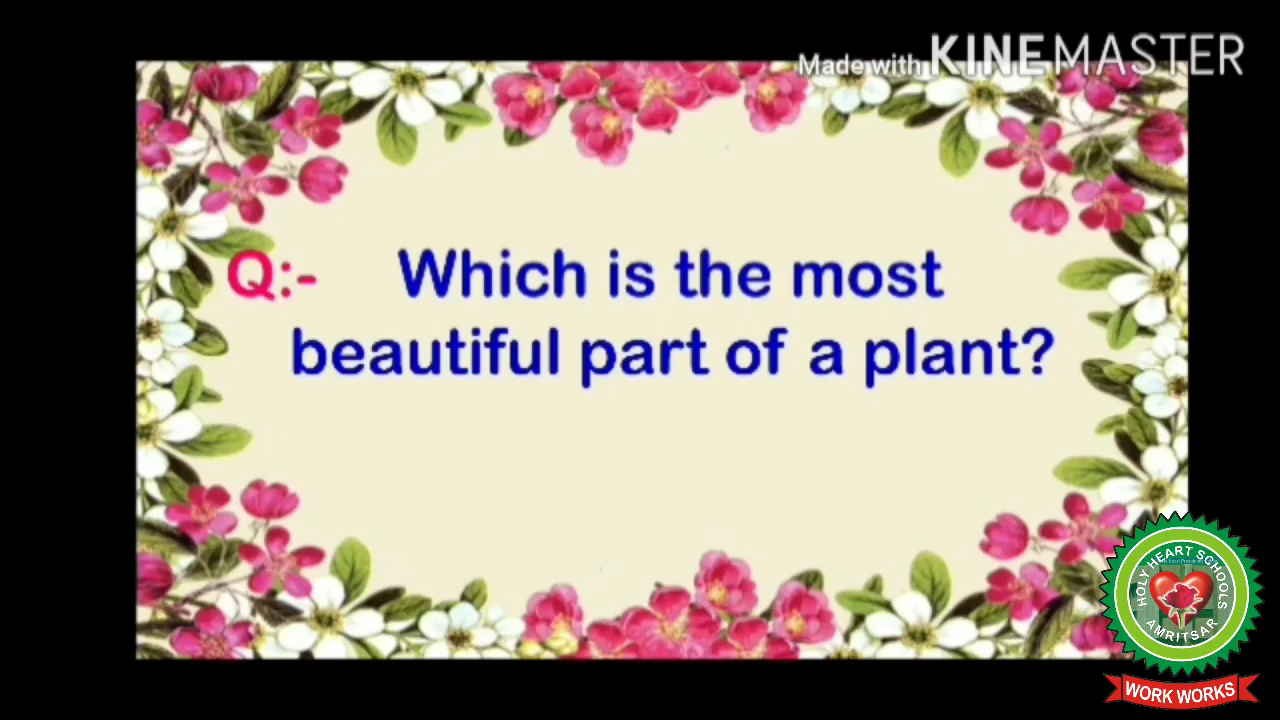 Made with KINEMASTER
Q:- Which is the most
beautiful part of a plant?
HOLY HEART SCHOOLS
AMRITSAR
WORK WORKS